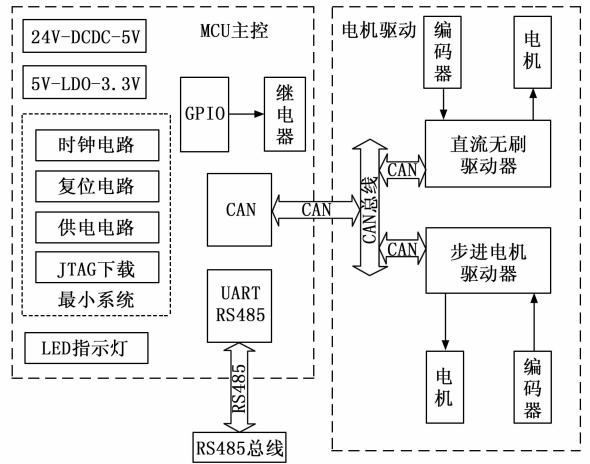 24V-DCDC-5V
MCU主控
5V-LDO-3.3V
GPIO
继电器
时钟电路
复位电路
供电电路
JTAG下载
最小系统
LED指示灯
CAN
CAN
UART
RS485
RS485
RS485总线
电机驱动
编码器
电机
直流无刷
驱动器
CAN
CAN总线
CAN
步进电机
驱动器
电机
编码器